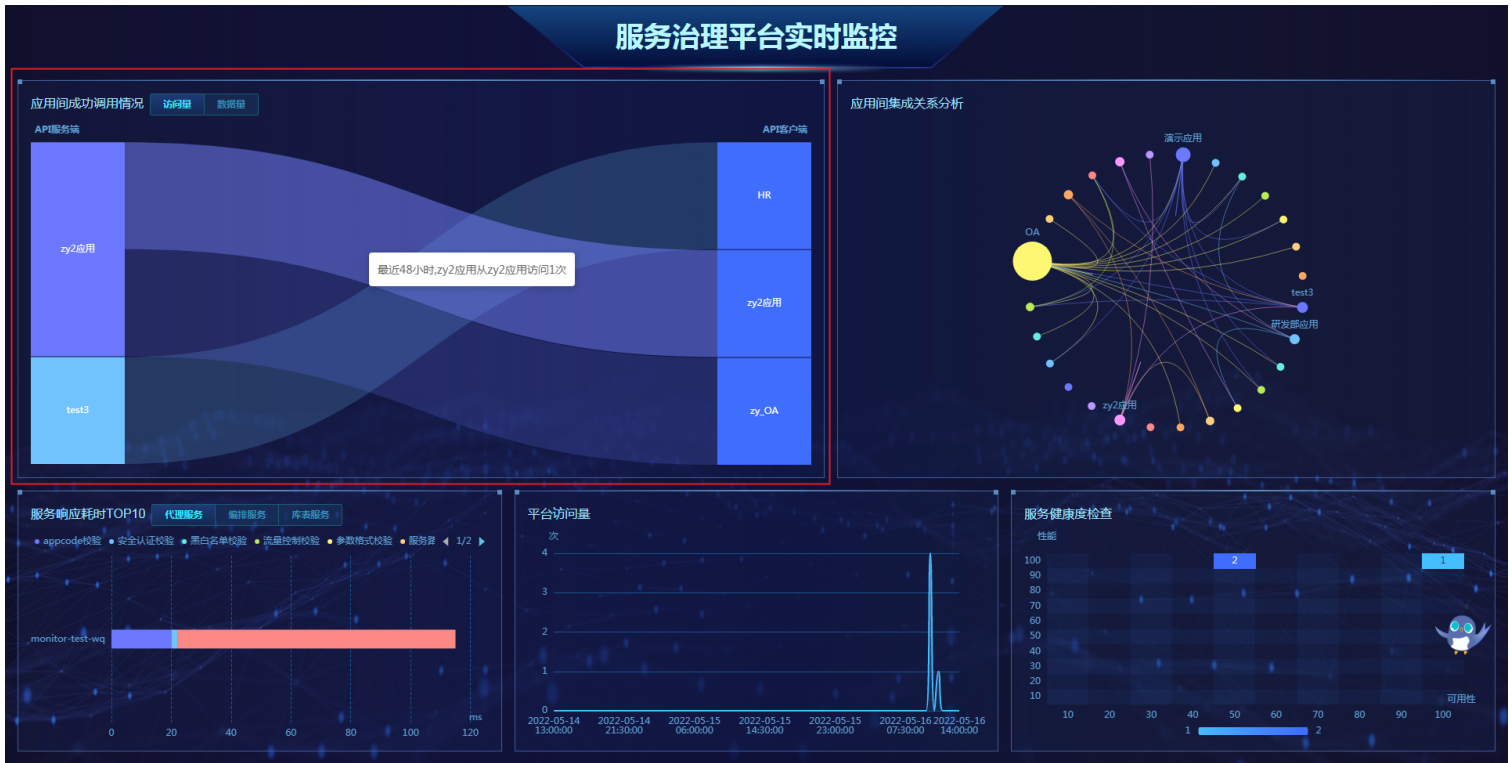 服务治理平台实时监控
应用间成功调用情况 访问量 数据量
API服务端 API客户端
zy2应用
test3
HR
zy2应用
zy_OA
最近48小时,zy2应用从zy2应用访问1次
应用间集成关系分析
演示应用
OA
test3
研发部应用
zy2应用
服务响应耗时TOP10 代理服务 编排服务 库表服务
appcode校验 安全认证校验 黑白名单校验 流量控制校验 参数格式校验 服务 1/2
monitor-test-wq
ms
0 20 40 60 80 100 120
平台访问量
次
4
3
2
1
0
2022-05-14 13:00:00
2022-05-14 21:30:00
2022-05-15 06:00:00
2022-05-15 14:30:00
2022-05-15 23:00:00
2022-05-16 07:30:00
2022-05-16 14:00:00
服务健康度检查
性能
100
90
80
70
60
50
40
30
20
10
2
1
可用性
10 20 30 40 50 60 70 80 90 100
1 2